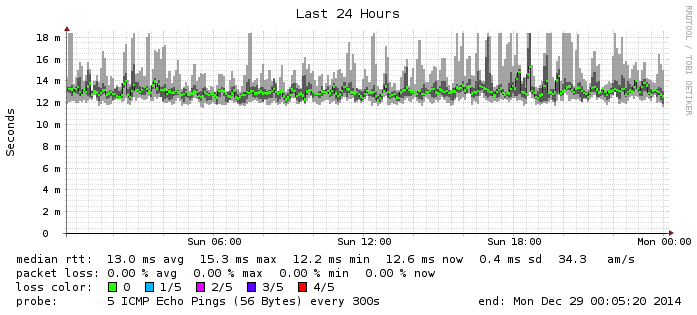 Last 24 Hours
RRDTOOL / TOBI OETIKER
Seconds
18 m
16 m
14 m
12 m
10 m
8 m
6 m
4 m
2 m
0
Sun 06:00 Sun 12:00 Sun 18:00 Mon 00:00
median rtt: 13.0 ms avg 15.3 ms max 12.2 ms min 12.6 ms now 0.4 ms sd 34.3 am/s
packet loss: 0.00 % avg 0.00 % max 0.00 % min 0.00 % now
loss color: 0 1/5 2/5 3/5 4/5
probe: 5 ICMP Echo Pings (56 Bytes) every 300s end: Mon Dec 29 00:05:20 2014